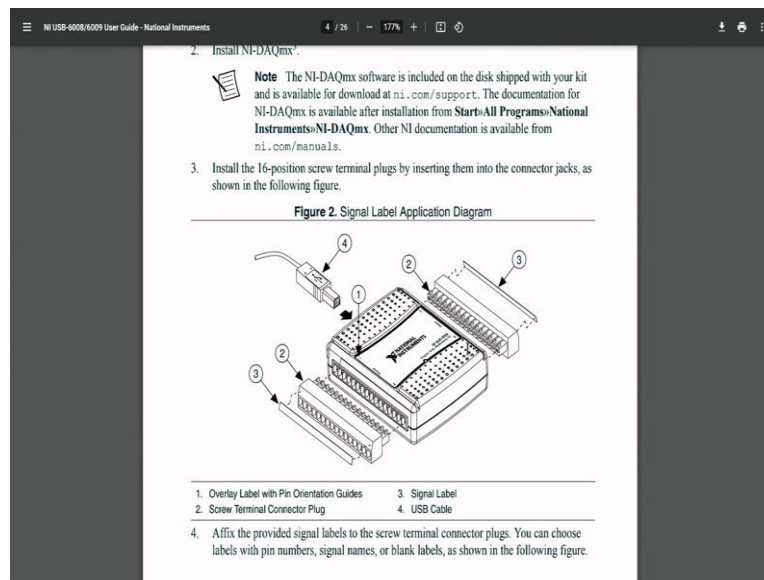 NI USB-6008/6009 User Guide - National Instruments
4 / 26 − 177% +
2. Install NI-DAQmx³.
Note The NI-DAQmx software is included on the disk shipped with your kit
and is available for download at ni.com/support. The documentation for
NI-DAQmx is available after installation from Start»All Programs»National
Instruments»NI-DAQmx. Other NI documentation is available from
ni.com/manuals.
3. Install the 16-position screw terminal plugs by inserting them into the connector jacks, as
shown in the following figure.
Figure 2. Signal Label Application Diagram
4
2
3
1
2
3
NATIONAL
INSTRUMENTS
1. Overlay Label with Pin Orientation Guides 3. Signal Label
2. Screw Terminal Connector Plug 4. USB Cable
4. Affix the provided signal labels to the screw terminal connector plugs. You can choose
labels with pin numbers, signal names, or blank labels, as shown in the following figure.